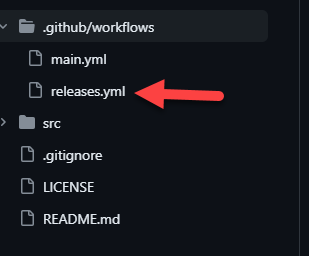 .github/workflows
main.yml
releases.yml
src
.gitignore
LICENSE
README.md